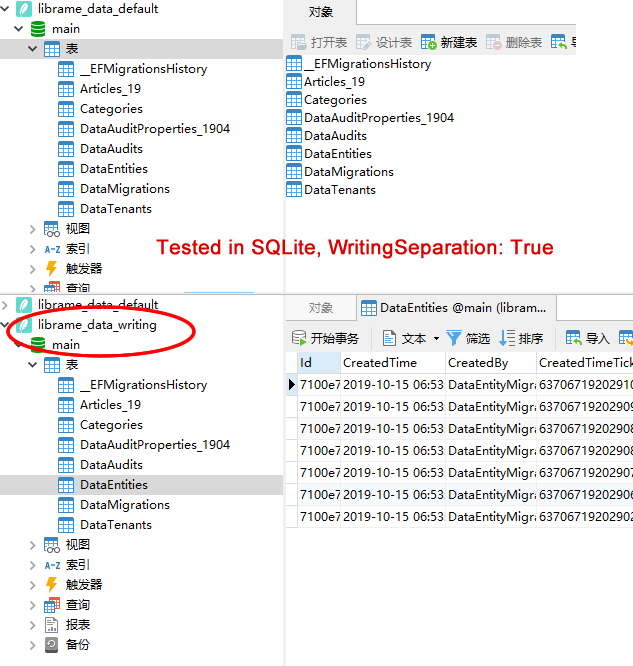 librame_data_default
main
表
__EFMigrationsHistory
Articles_19
Categories
DataAuditProperties_1904
DataAudits
DataEntities
DataMigrations
DataTenants
视图
A-Z 索引
触发器
查询
对象
打开表 设计表 新建表 删除表
__EFMigrationsHistory
Articles_19
Categories
DataAuditProperties_1904
DataAudits
DataEntities
DataMigrations
DataTenants
Tested in SQLite, WritingSeparation: True
librame_data_default
librame_data_writing
main
表
__EFMigrationsHistory
Articles_19
Categories
DataAuditProperties_1904
DataAudits
DataEntities
DataMigrations
DataTenants
视图
A-Z 索引
触发器
查询
报表
备份
对象 DataEntities @main (libram...
开始事务 文本 筛选 排序 导入
Id CreatedTime CreatedBy CreatedTimeTick
7100e7 2019-10-15 06:53 DataEntityMigra 63706719202910
7100e7 2019-10-15 06:53 DataEntityMigra 63706719202909
7100e7 2019-10-15 06:53 DataEntityMigra 63706719202908
7100e7 2019-10-15 06:53 DataEntityMigra 63706719202908
7100e7 2019-10-15 06:53 DataEntityMigra 63706719202907
7100e7 2019-10-15 06:53 DataEntityMigra 63706719202906
7100e7 2019-10-15 06:53 DataEntityMigra 63706719202902